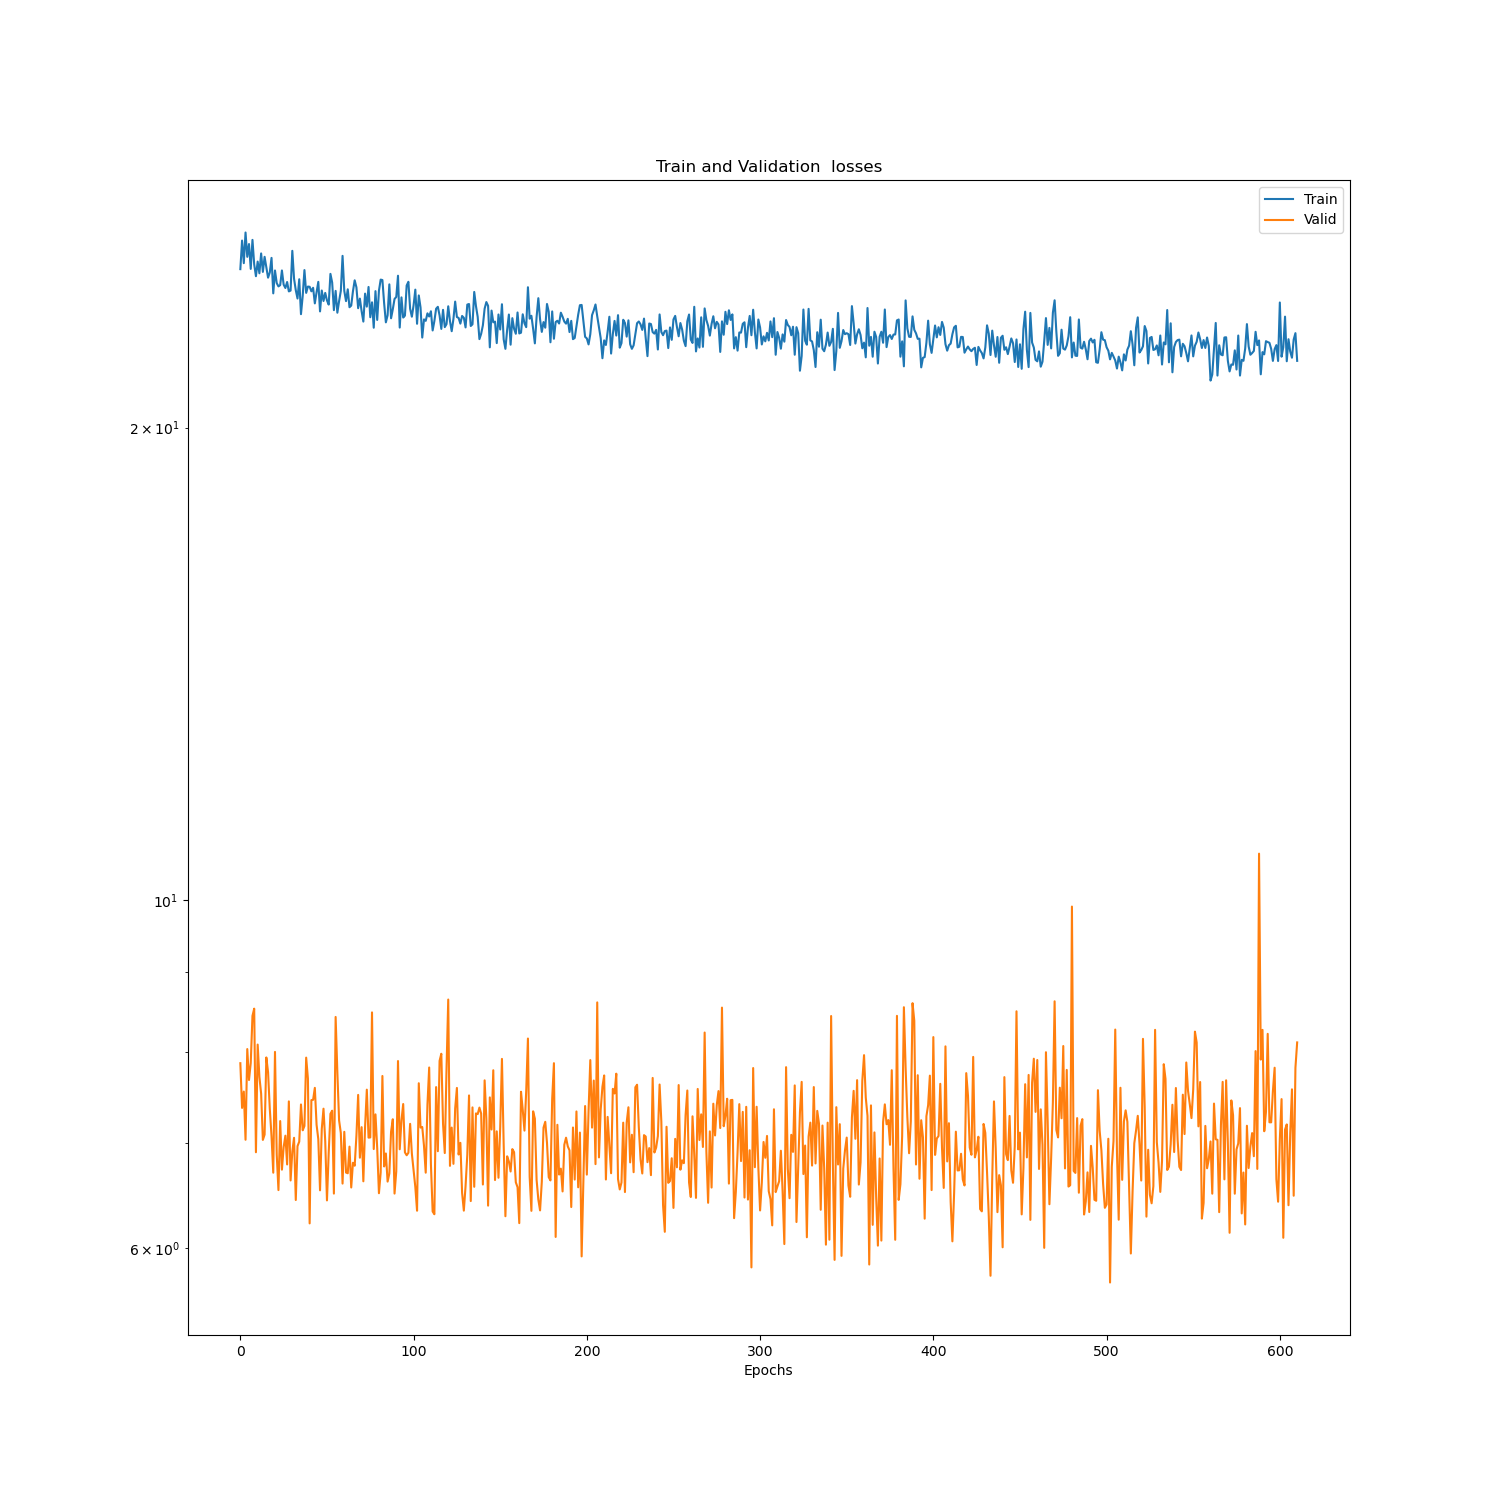 Train and Validation  losses
Train
Valid
2 × 10¹
10¹
6 × 10⁰
0 100 200 300 400 500 600
Epochs